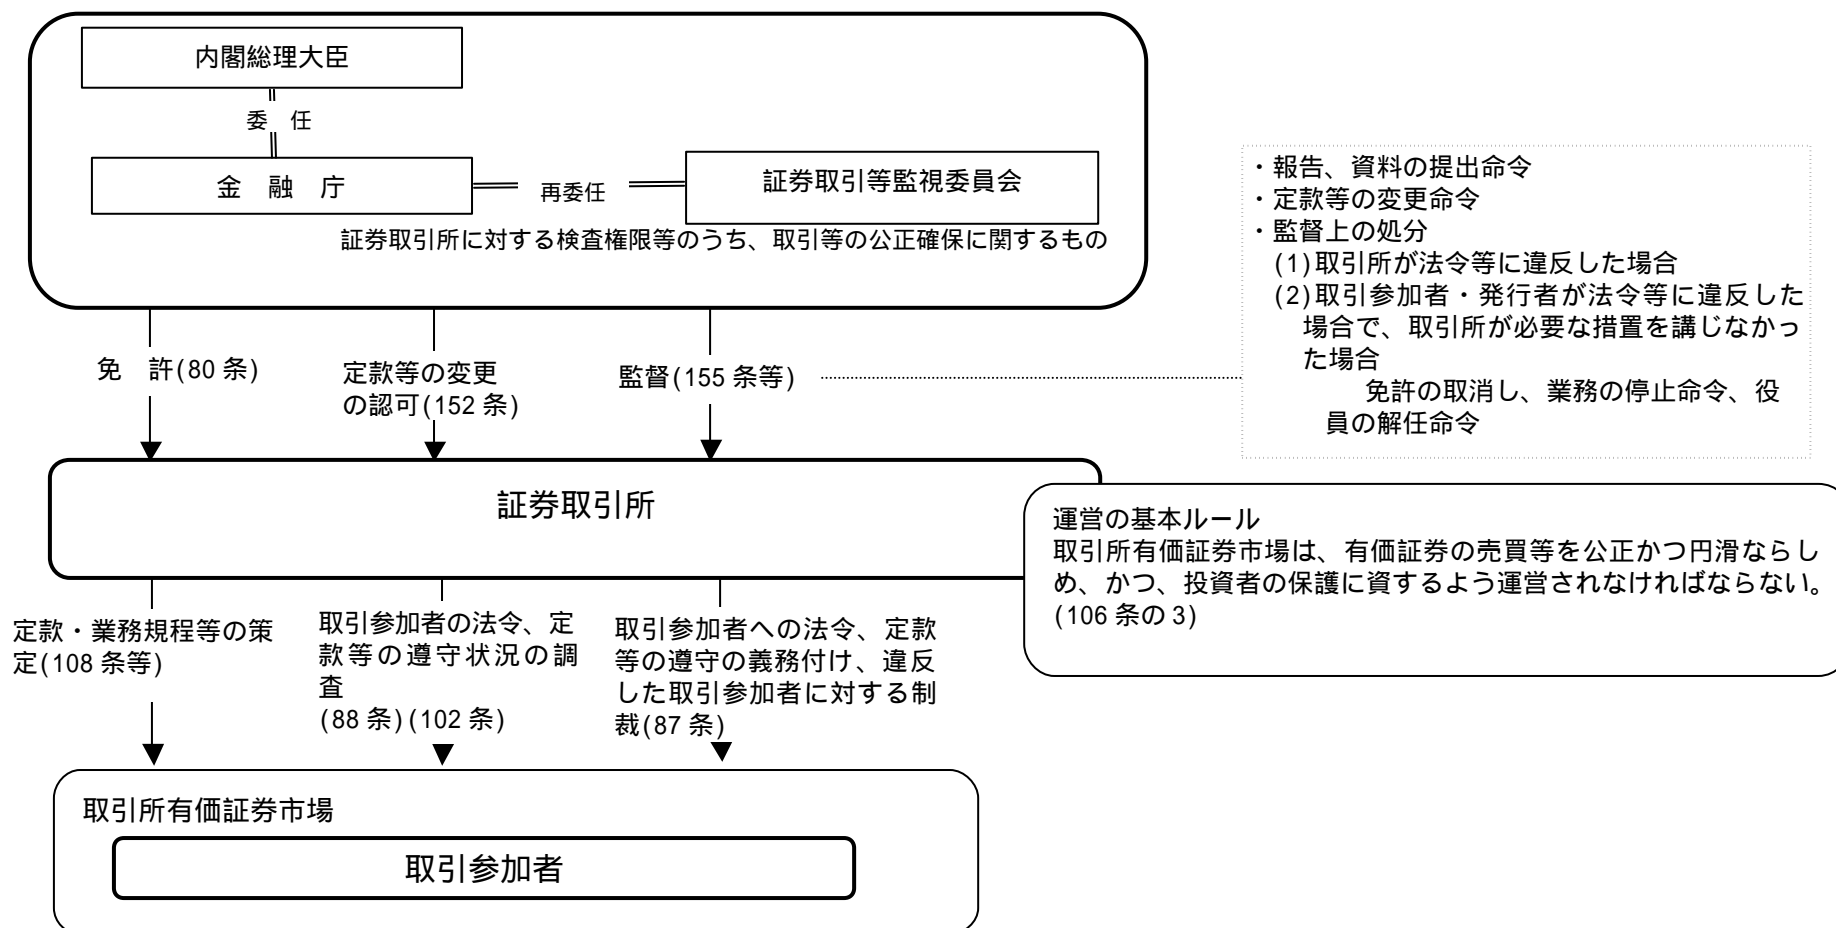 内閣総理大臣
委 任
金 融 庁
再委任
証券取引等監視委員会
証券取引所に対する検査権限等のうち、取引等の公正確保に関するもの
・報告、資料の提出命令
・定款等の変更命令
・監督上の処分
(1)取引所が法令等に違反した場合
(2)取引参加者・発行者が法令等に違反した
場合で、取引所が必要な措置を講じなかっ
た場合
免許の取消し、業務の停止命令、役
員の解任命令
免 許(80 条)
定款等の変更
の認可(152 条)
監督(155 条等)
証券取引所
運営の基本ルール
取引所有価証券市場は、有価証券の売買等を公正かつ円滑ならし
め、かつ、投資者の保護に資するよう運営されなければならない。
(106 条の 3)
定款・業務規程等の策
定(108 条等)
取引参加者の法令、定
款等の遵守状況の調
査
(88 条)(102 条)
取引参加者への法令、定款
等の遵守の義務付け、違反
した取引参加者に対する制
裁(87 条)
取引所有価証券市場
取引参加者